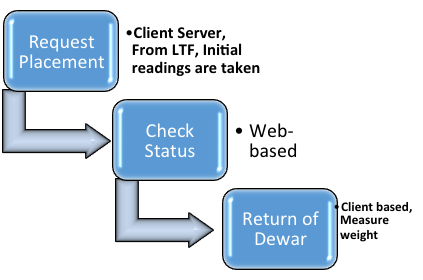 Request
Placement
•Client Server,
From LTF, Initial
readings are taken
Check
Status
• Web-
based
Return of
Dewar
•Client based,
Measure
weight